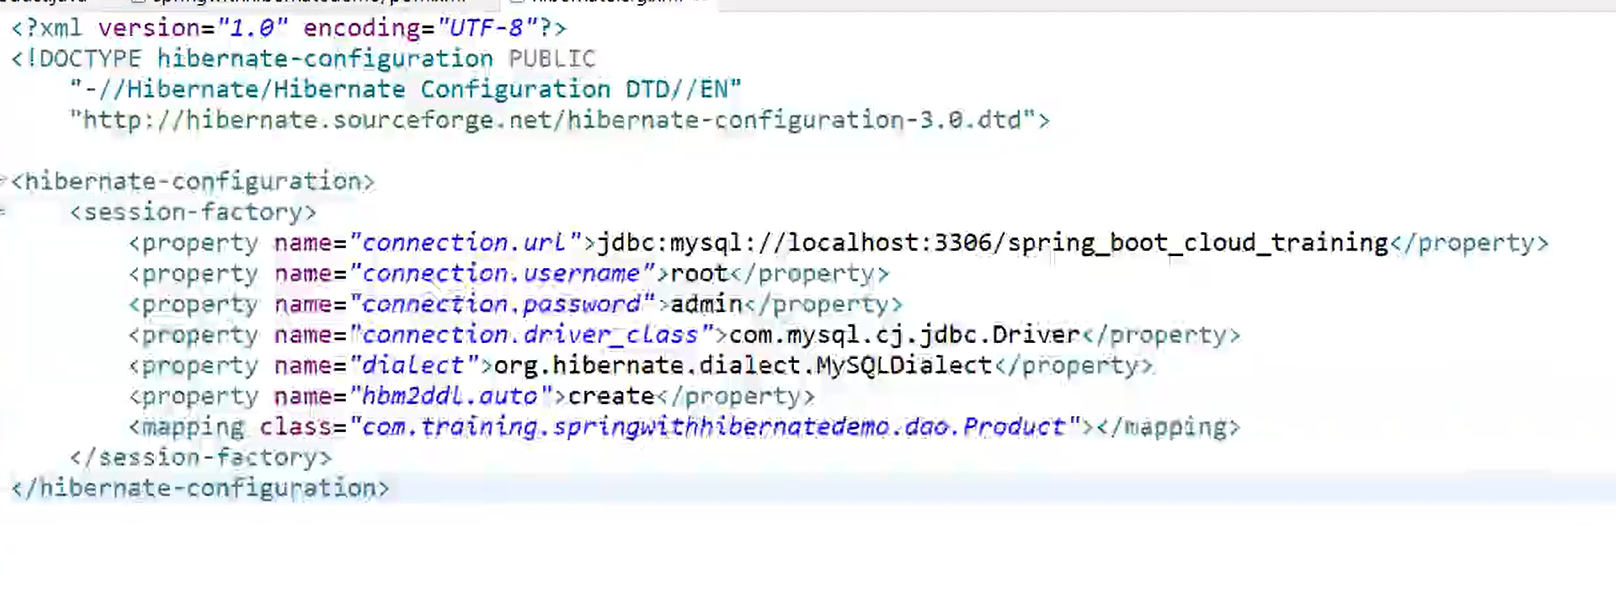 <?xml version="1.0" encoding="UTF-8"?>
<!DOCTYPE hibernate-configuration PUBLIC
"-//Hibernate/Hibernate Configuration DTD//EN"
"http://hibernate.sourceforge.net/hibernate-configuration-3.0.dtd">
<hibernate-configuration>
<session-factory>
<property name="connection.url">jdbc:mysql://localhost:3306/spring_boot_cloud_training</property>
<property name="connection.username">root</property>
<property name="connection.password">admin</property>
<property name="connection.driver_class">com.mysql.cj.jdbc.Driver</property>
<property name="dialect">org.hibernate.dialect.MySQLDialect</property>
<property name="hbm2ddl.auto">create</property>
<mapping class="com.training.springwithhibernatedemo.dao.Product"></mapping>
</session-factory>
</hibernate-configuration>